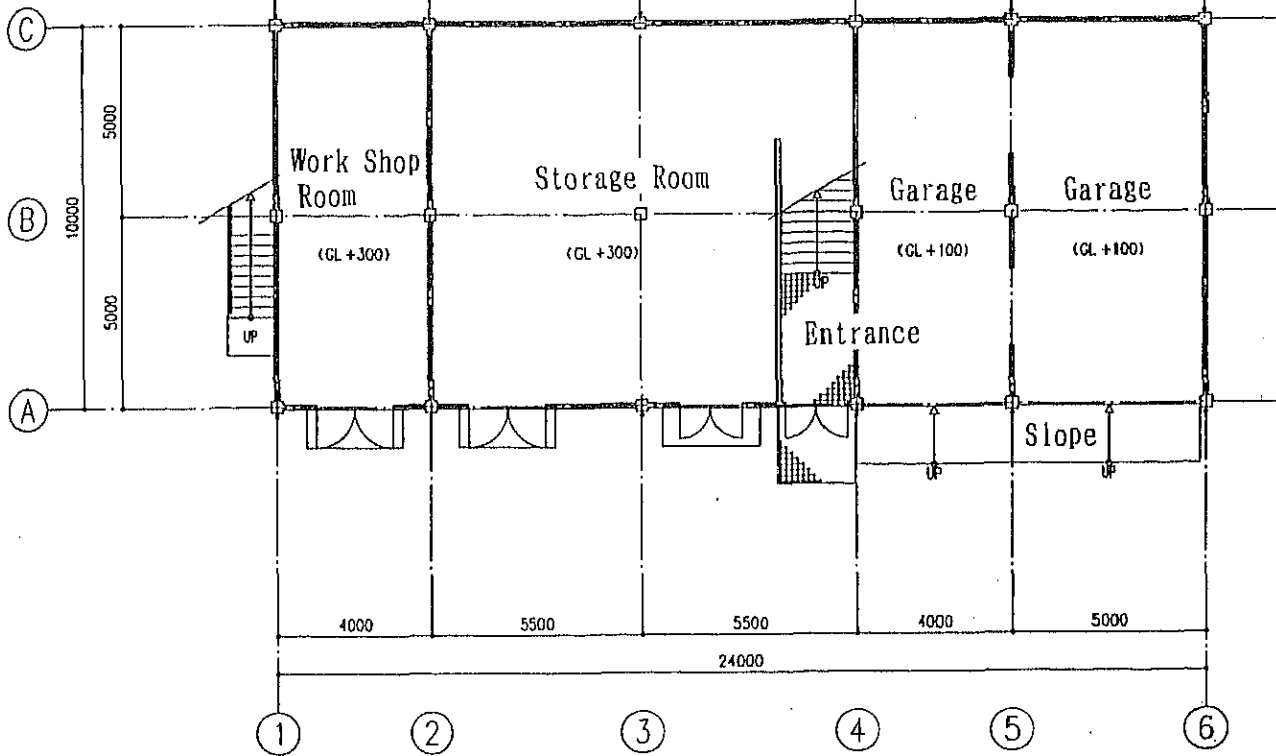 C
10000
5000
Work Shop
Room
Storage Room
Garage
Garage
B
(GL +300)
(GL +300)
(GL +100)
(GL +100)
5000
UP
UP
Entrance
A
Slope
UP
UP
4000
5500
5500
4000
5000
24000
1
2
3
4
5
6